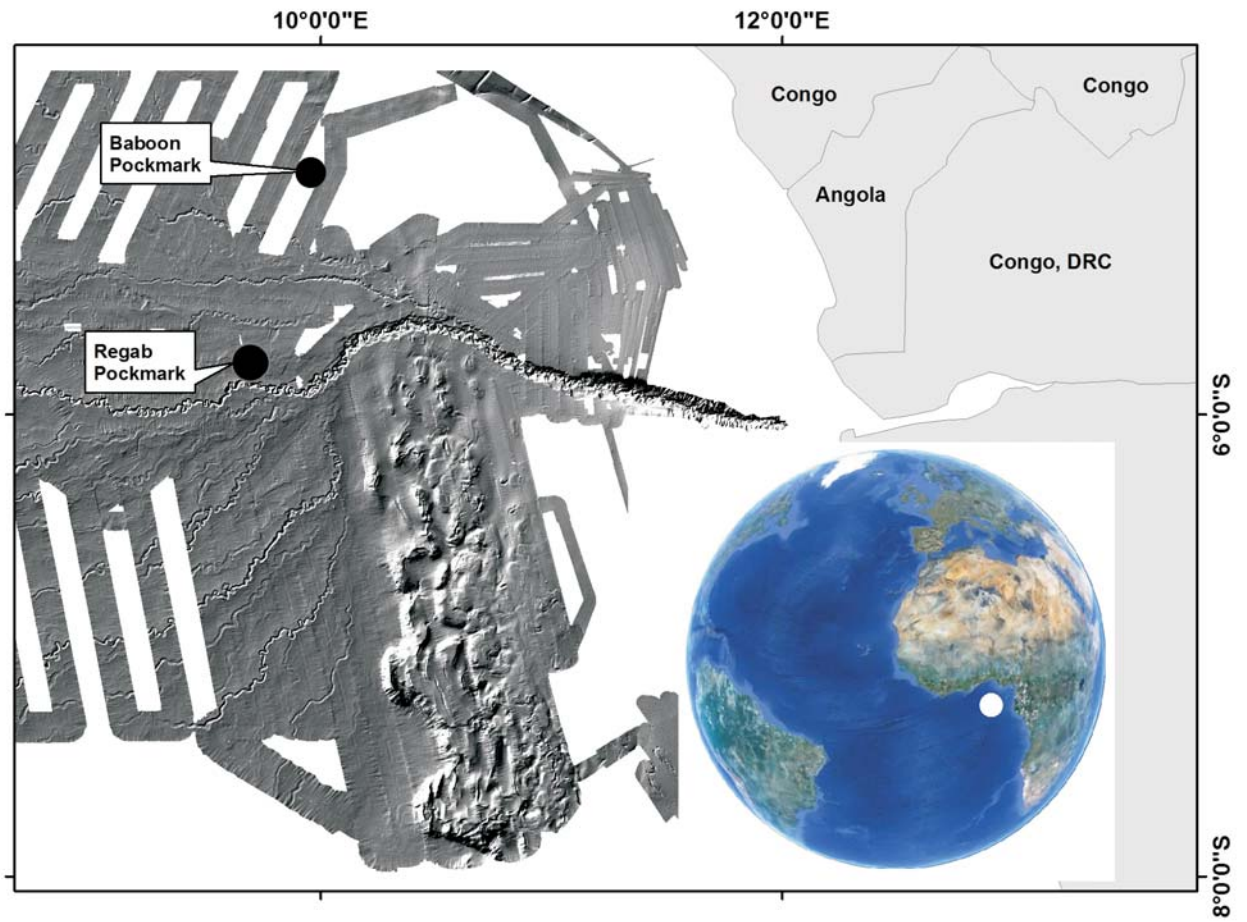 10°0'0"E
12°0'0"E
Congo
Congo
Baboon
Pockmark
Angola
Congo, DRC
Regab
Pockmark
6°0'0"S
8°0'0"S